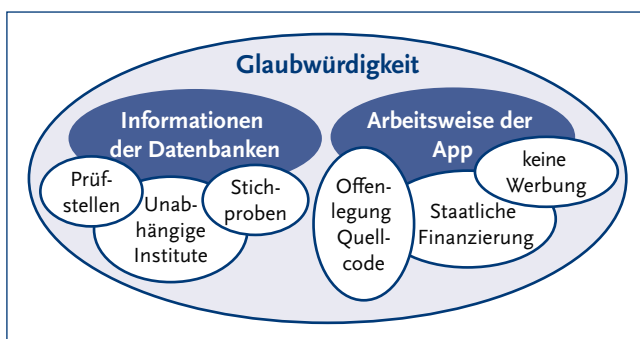 Glaubwürdigkeit
Informationen
der Datenbanken
Prüf-
stellen
Unab-
hängige
Institute
Stich-
proben
Arbeitsweise der
App
Offen-
legung
Quell-
code
Staatliche
Finanzierung
keine
Werbung